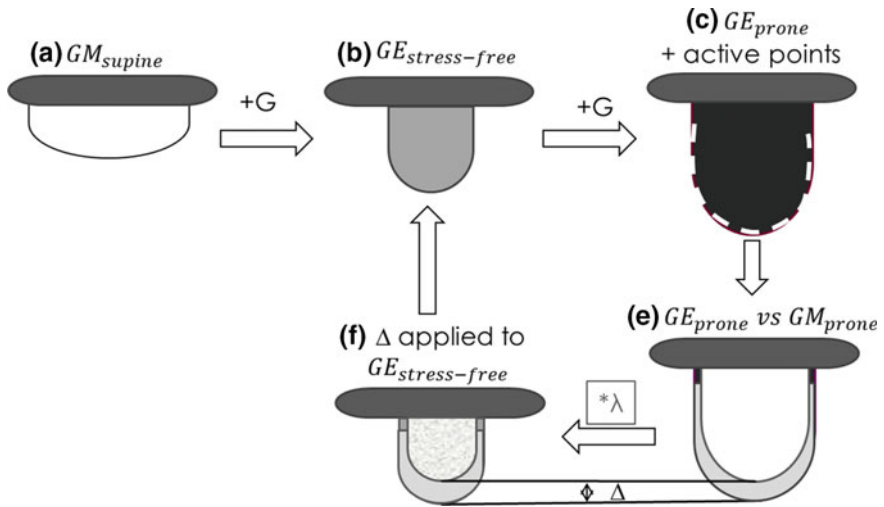 (a) GM_supine
(b) GE_stress-free
(c) GE_prone
+ active points
+G
+G
(e) GE_prone vs GM_prone
(f) Δ applied to
GE_stress-free
*λ
Δ